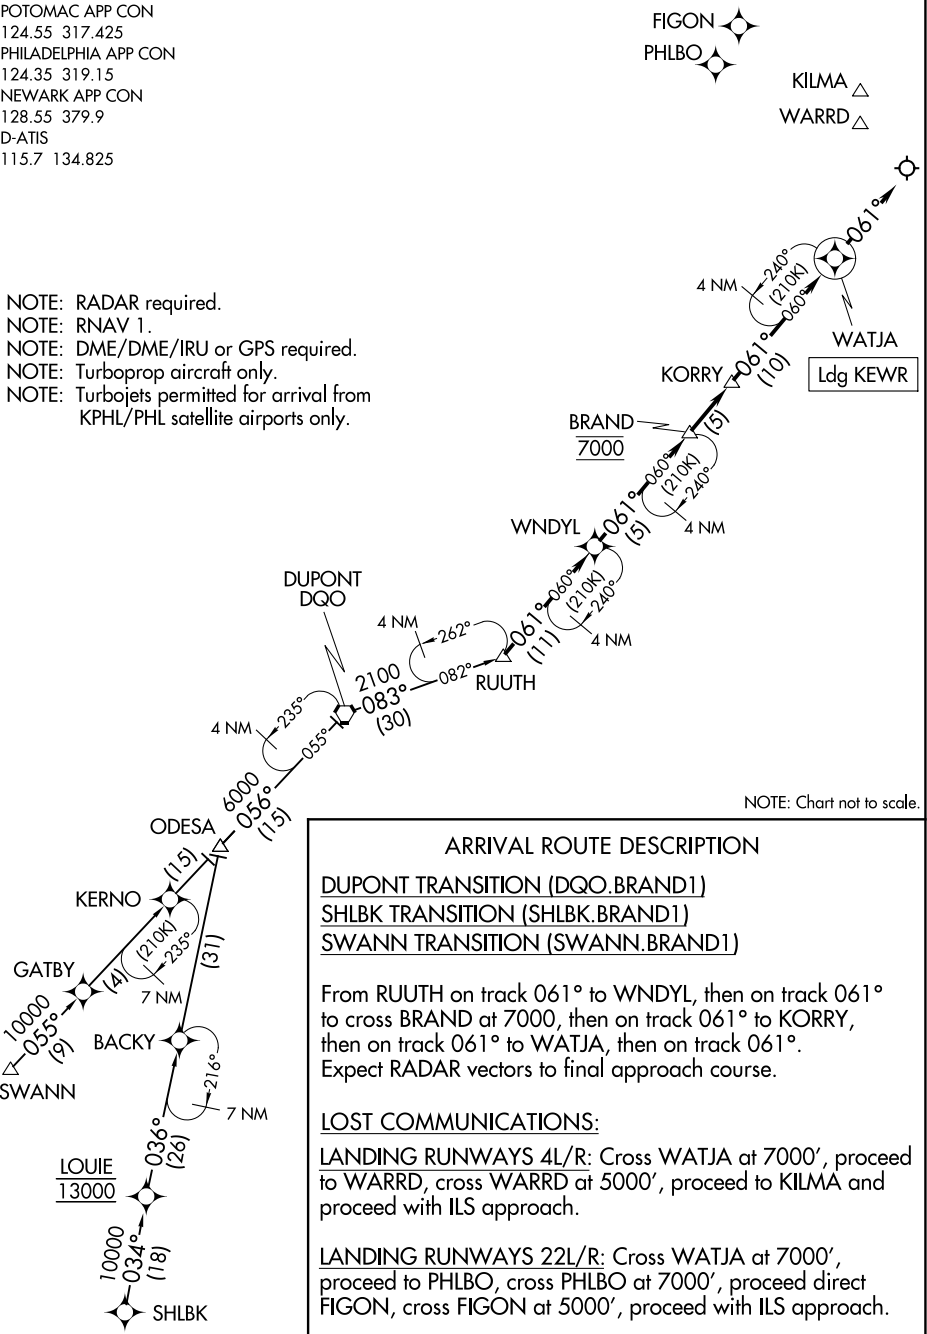 POTOMAC APP CON
124.55 317.425
PHILADELPHIA APP CON
124.35 319.15
NEWARK APP CON
128.55 379.9
D-ATIS
115.7 134.825
FIGON
PHLBO
KILMA
WARRD
NOTE: RADAR required.
NOTE: RNAV 1.
NOTE: DME/DME/IRU or GPS required.
NOTE: Turboprop aircraft only.
NOTE: Turbojets permitted for arrival from
KPHL/PHL satellite airports only.
061°
240°
(210K)
060°
4 NM
WATJA
Ldg KEWR
061°
(10)
KORRY
BRAND
7000
(5)
060°
(210K)
240°
4 NM
061°
(5)
WNDYL
060°
(210K)
240°
4 NM
061°
(11)
DUPONT
DQO
4 NM
262°
082°
RUUTH
2100
083°
(30)
235°
4 NM
055°
6000
056°
(15)
NOTE: Chart not to scale.
ODESA
(15)
KERNO
(210K)
235°
7 NM
(31)
GATBY
(4)
10000
055°
(9)
SWANN
BACKY
216°
7 NM
036°
(26)
LOUIE
13000
10000
034°
(18)
SHLBK
ARRIVAL ROUTE DESCRIPTION
DUPONT TRANSITION (DQO.BRAND1)
SHLBK TRANSITION (SHLBK.BRAND1)
SWANN TRANSITION (SWANN.BRAND1)
From RUUTH on track 061° to WNDYL, then on track 061°
to cross BRAND at 7000, then on track 061° to KORRY,
then on track 061° to WATJA, then on track 061°.
Expect RADAR vectors to final approach course.
LOST COMMUNICATIONS:
LANDING RUNWAYS 4L/R: Cross WATJA at 7000′, proceed
to WARRD, cross WARRD at 5000′, proceed to KILMA and
proceed with ILS approach.
LANDING RUNWAYS 22L/R: Cross WATJA at 7000′,
proceed to PHLBO, cross PHLBO at 7000′, proceed direct
FIGON, cross FIGON at 5000′, proceed with ILS approach.